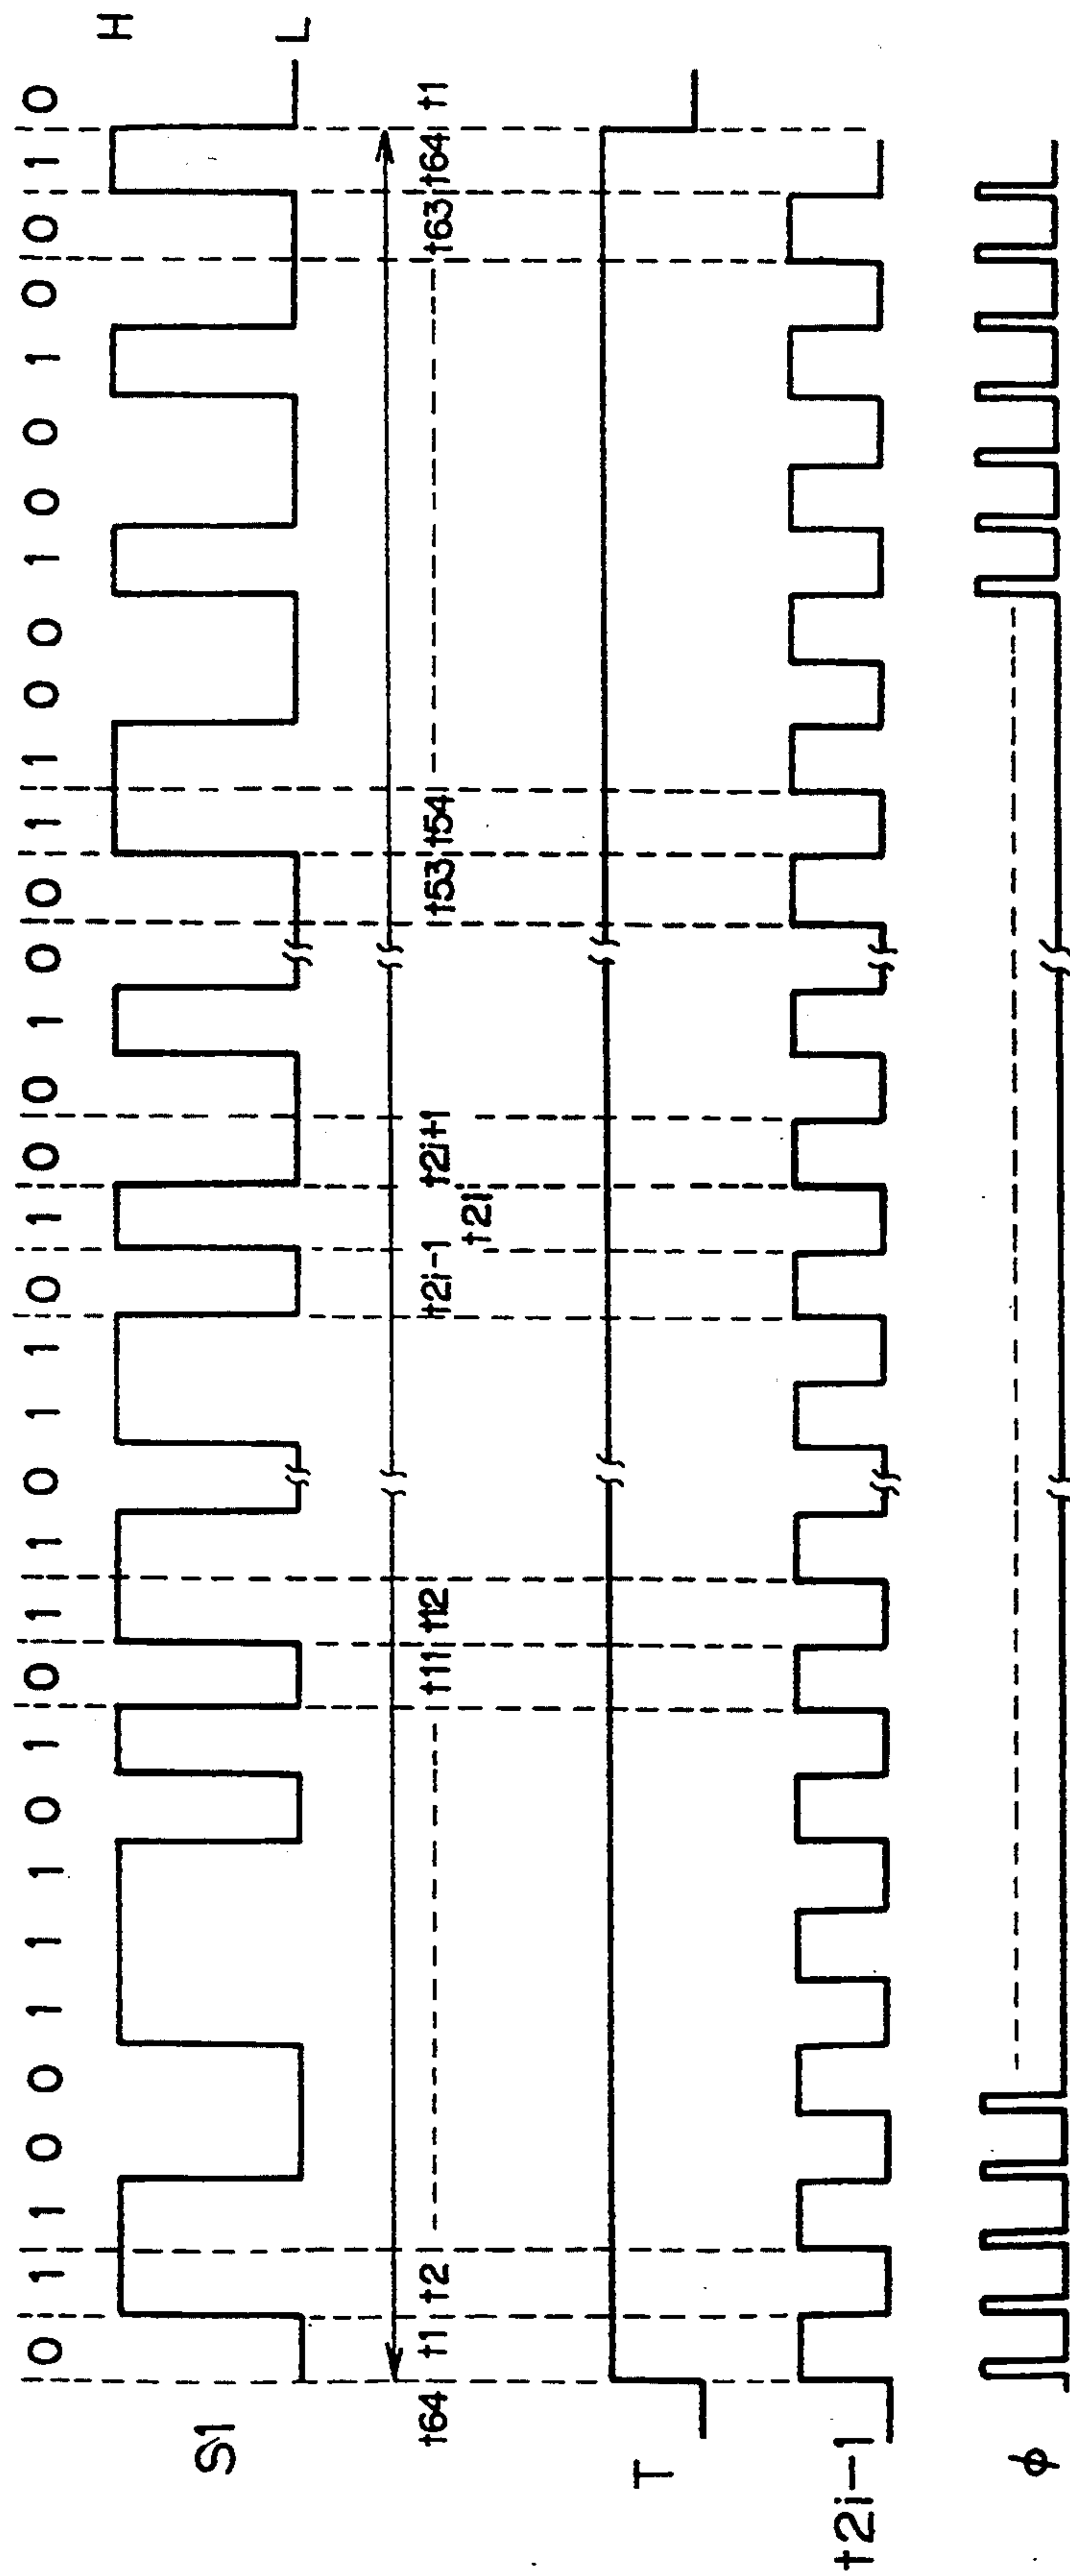 0 1 1 0 0 1 1 1 0 1 0 1 1 0 1 1 0 1 0 0 1 0 0 1 1 0 0 1 0 0 1 0 0 1 0
H
S1
L
t64 t1 t2 t11 t12 t2i-1 t2i+1 t53 t54 t63 t64 t1
t2i
T
t2i-1
φ